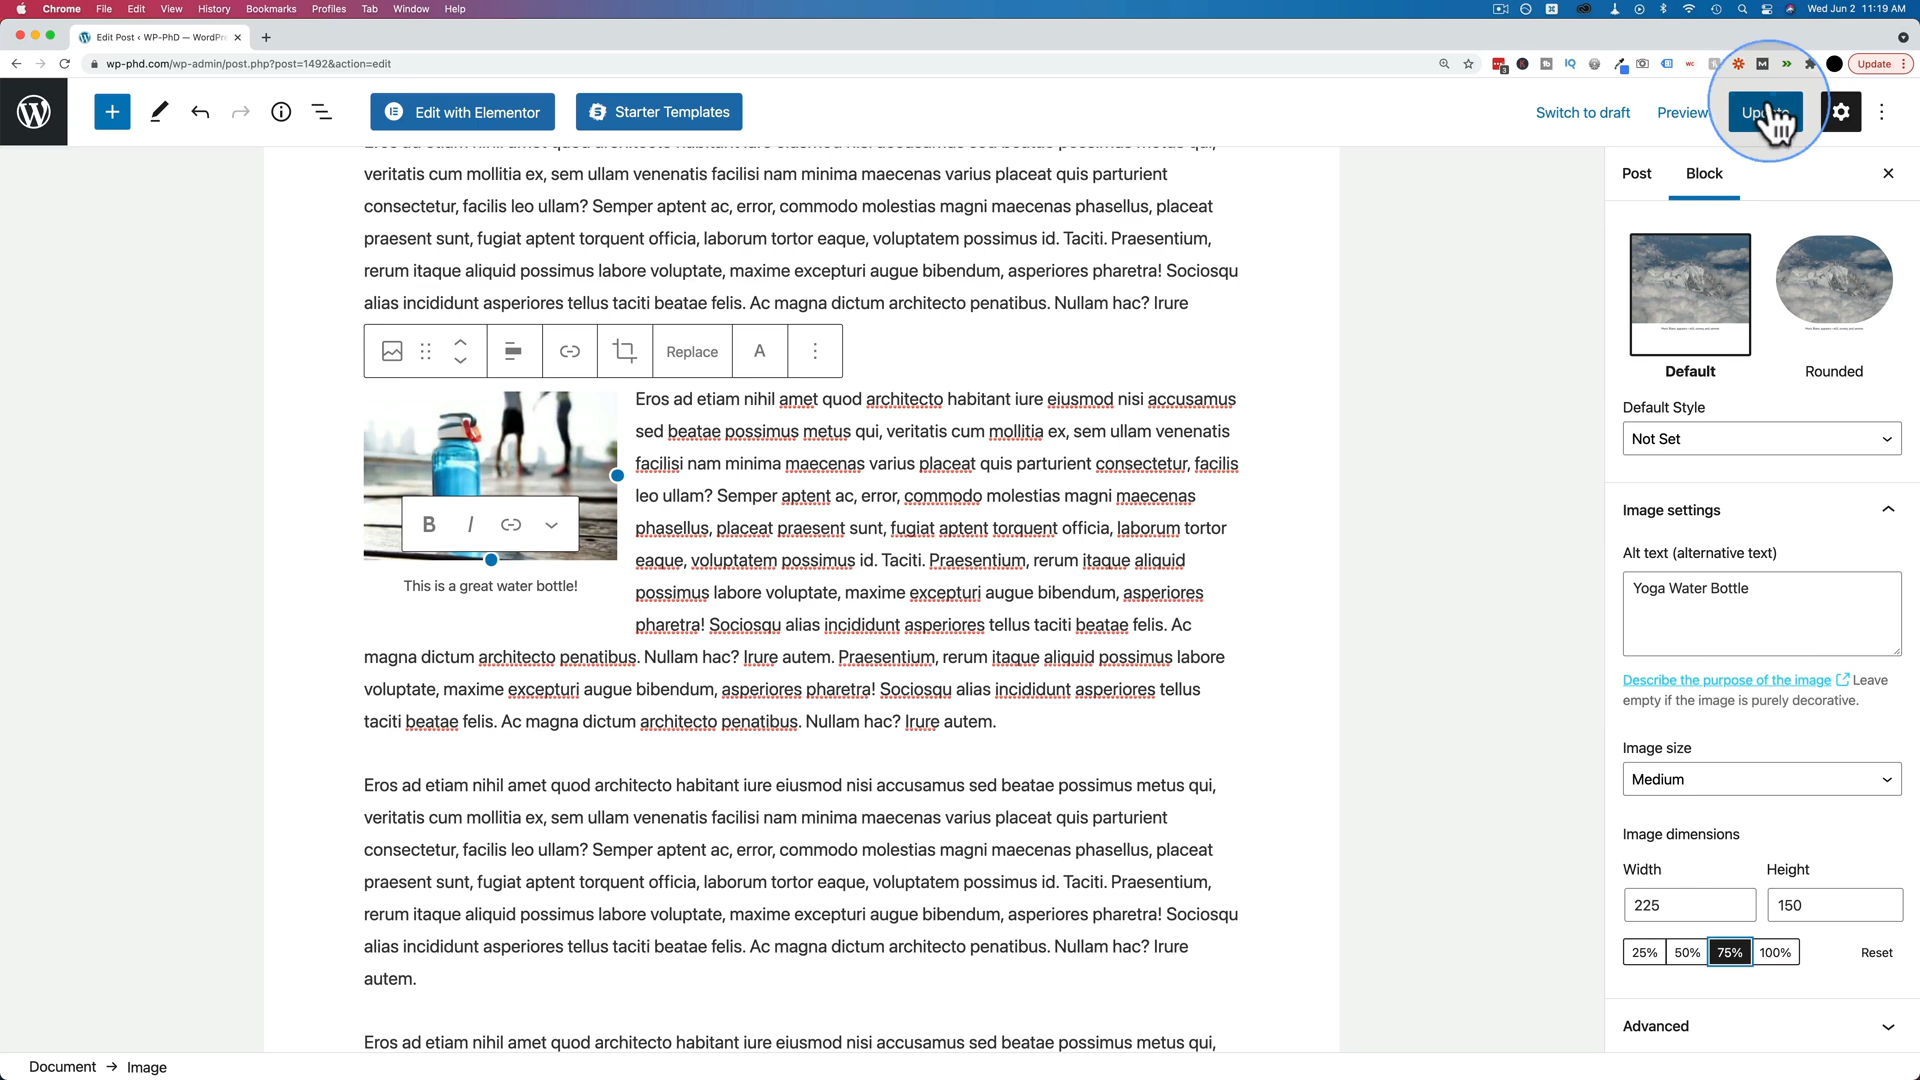 Chrome File Edit View History Bookmarks Profiles Tab Window Help
Wed Jun 2 11:19 AM
Edit Post ‹ WP-PhD — WordPre
wp-phd.com/wp-admin/post.php?post=1492&action=edit
Update
Edit with Elementor
Starter Templates
Switch to draft
Preview
Post
Block
veritatis cum mollitia ex, sem ullam venenatis facilisi nam minima maecenas varius placeat quis parturient
consectetur, facilis leo ullam? Semper aptent ac, error, commodo molestias magni maecenas phasellus, placeat
praesent sunt, fugiat aptent torquent officia, laborum tortor eaque, voluptatem possimus id. Taciti. Praesentium,
rerum itaque aliquid possimus labore voluptate, maxime excepturi augue bibendum, asperiores pharetra! Sociosqu
alias incididunt asperiores tellus taciti beatae felis. Ac magna dictum architecto penatibus. Nullam hac? Irure
Replace
A
Eros ad etiam nihil amet quod architecto habitant iure eiusmod nisi accusamus
sed beatae possimus metus qui, veritatis cum mollitia ex, sem ullam venenatis
facilisi nam minima maecenas varius placeat quis parturient consectetur, facilis
leo ullam? Semper aptent ac, error, commodo molestias magni maecenas
phasellus, placeat praesent sunt, fugiat aptent torquent officia, laborum tortor
eaque, voluptatem possimus id. Taciti. Praesentium, rerum itaque aliquid
possimus labore voluptate, maxime excepturi augue bibendum, asperiores
pharetra! Sociosqu alias incididunt asperiores tellus taciti beatae felis. Ac
magna dictum architecto penatibus. Nullam hac? Irure autem. Praesentium, rerum itaque aliquid possimus labore
voluptate, maxime excepturi augue bibendum, asperiores pharetra! Sociosqu alias incididunt asperiores tellus
taciti beatae felis. Ac magna dictum architecto penatibus. Nullam hac? Irure autem.
B I
This is a great water bottle!
Eros ad etiam nihil amet quod architecto habitant iure eiusmod nisi accusamus sed beatae possimus metus qui,
veritatis cum mollitia ex, sem ullam venenatis facilisi nam minima maecenas varius placeat quis parturient
consectetur, facilis leo ullam? Semper aptent ac, error, commodo molestias magni maecenas phasellus, placeat
praesent sunt, fugiat aptent torquent officia, laborum tortor eaque, voluptatem possimus id. Taciti. Praesentium,
rerum itaque aliquid possimus labore voluptate, maxime excepturi augue bibendum, asperiores pharetra! Sociosqu
alias incididunt asperiores tellus taciti beatae felis. Ac magna dictum architecto penatibus. Nullam hac? Irure
autem.
Eros ad etiam nihil amet quod architecto habitant iure eiusmod nisi accusamus sed beatae possimus metus qui,
Default
Rounded
Default Style
Not Set
Image settings
Alt text (alternative text)
Yoga Water Bottle
Describe the purpose of the image Leave
empty if the image is purely decorative.
Image size
Medium
Image dimensions
Width
Height
225
150
25% 50% 75% 100%
Reset
Advanced
Document → Image